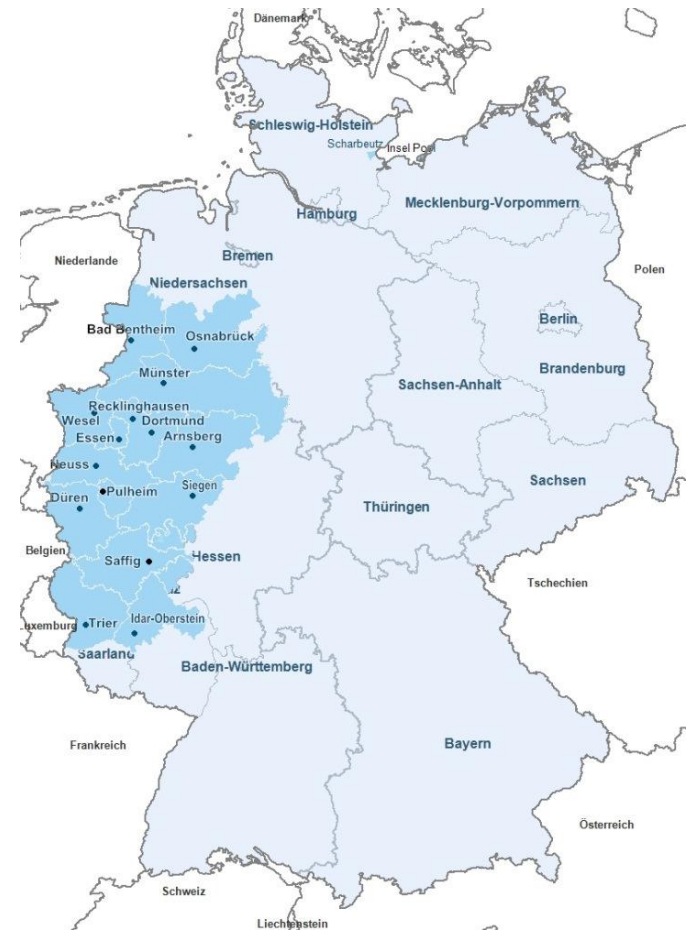 Dänemark
Schleswig-Holstein
Scharbeutz
Insel Poel
Mecklenburg-Vorpommern
Hamburg
Bremen
Niederlande
Polen
Niedersachsen
Berlin
Bad Bentheim
Osnabrück
Brandenburg
Münster
Sachsen-Anhalt
Recklinghausen
Wesel
Dortmund
Essen
Arnsberg
Neuss
Sachsen
Siegen
Pulheim
Düren
Thüringen
Belgien
Hessen
Saffig
Tschechien
Idar-Oberstein
Trier
Luxemburg
Saarland
Baden-Württemberg
Frankreich
Bayern
Österreich
Schweiz
Liechtenstein